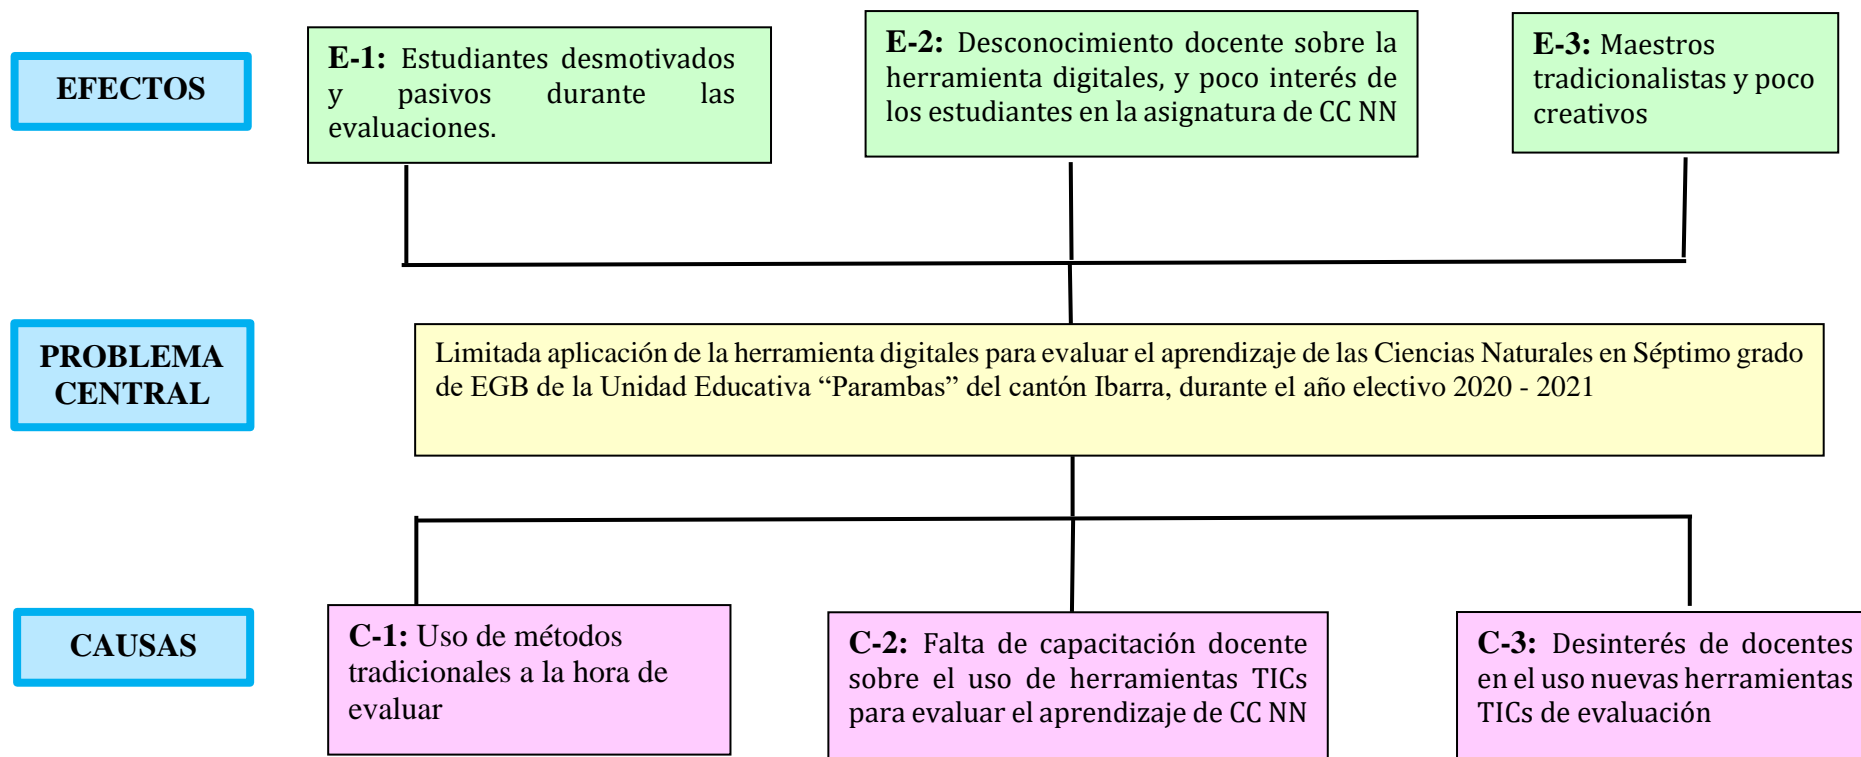 EFECTOS
E-1: Estudiantes desmotivados
y pasivos durante las
evaluaciones.
E-2: Desconocimiento docente sobre la
herramienta digitales, y poco interés de
los estudiantes en la asignatura de CC NN
E-3: Maestros
tradicionalistas y poco
creativos
PROBLEMA
CENTRAL
Limitada aplicación de la herramienta digitales para evaluar el aprendizaje de las Ciencias Naturales en Séptimo grado
de EGB de la Unidad Educativa “Parambas” del cantón Ibarra, durante el año electivo 2020 - 2021
CAUSAS
C-1: Uso de métodos
tradicionales a la hora de
evaluar
C-2: Falta de capacitación docente
sobre el uso de herramientas TICs
para evaluar el aprendizaje de CC NN
C-3: Desinterés de docentes
en el uso nuevas herramientas
TICs de evaluación